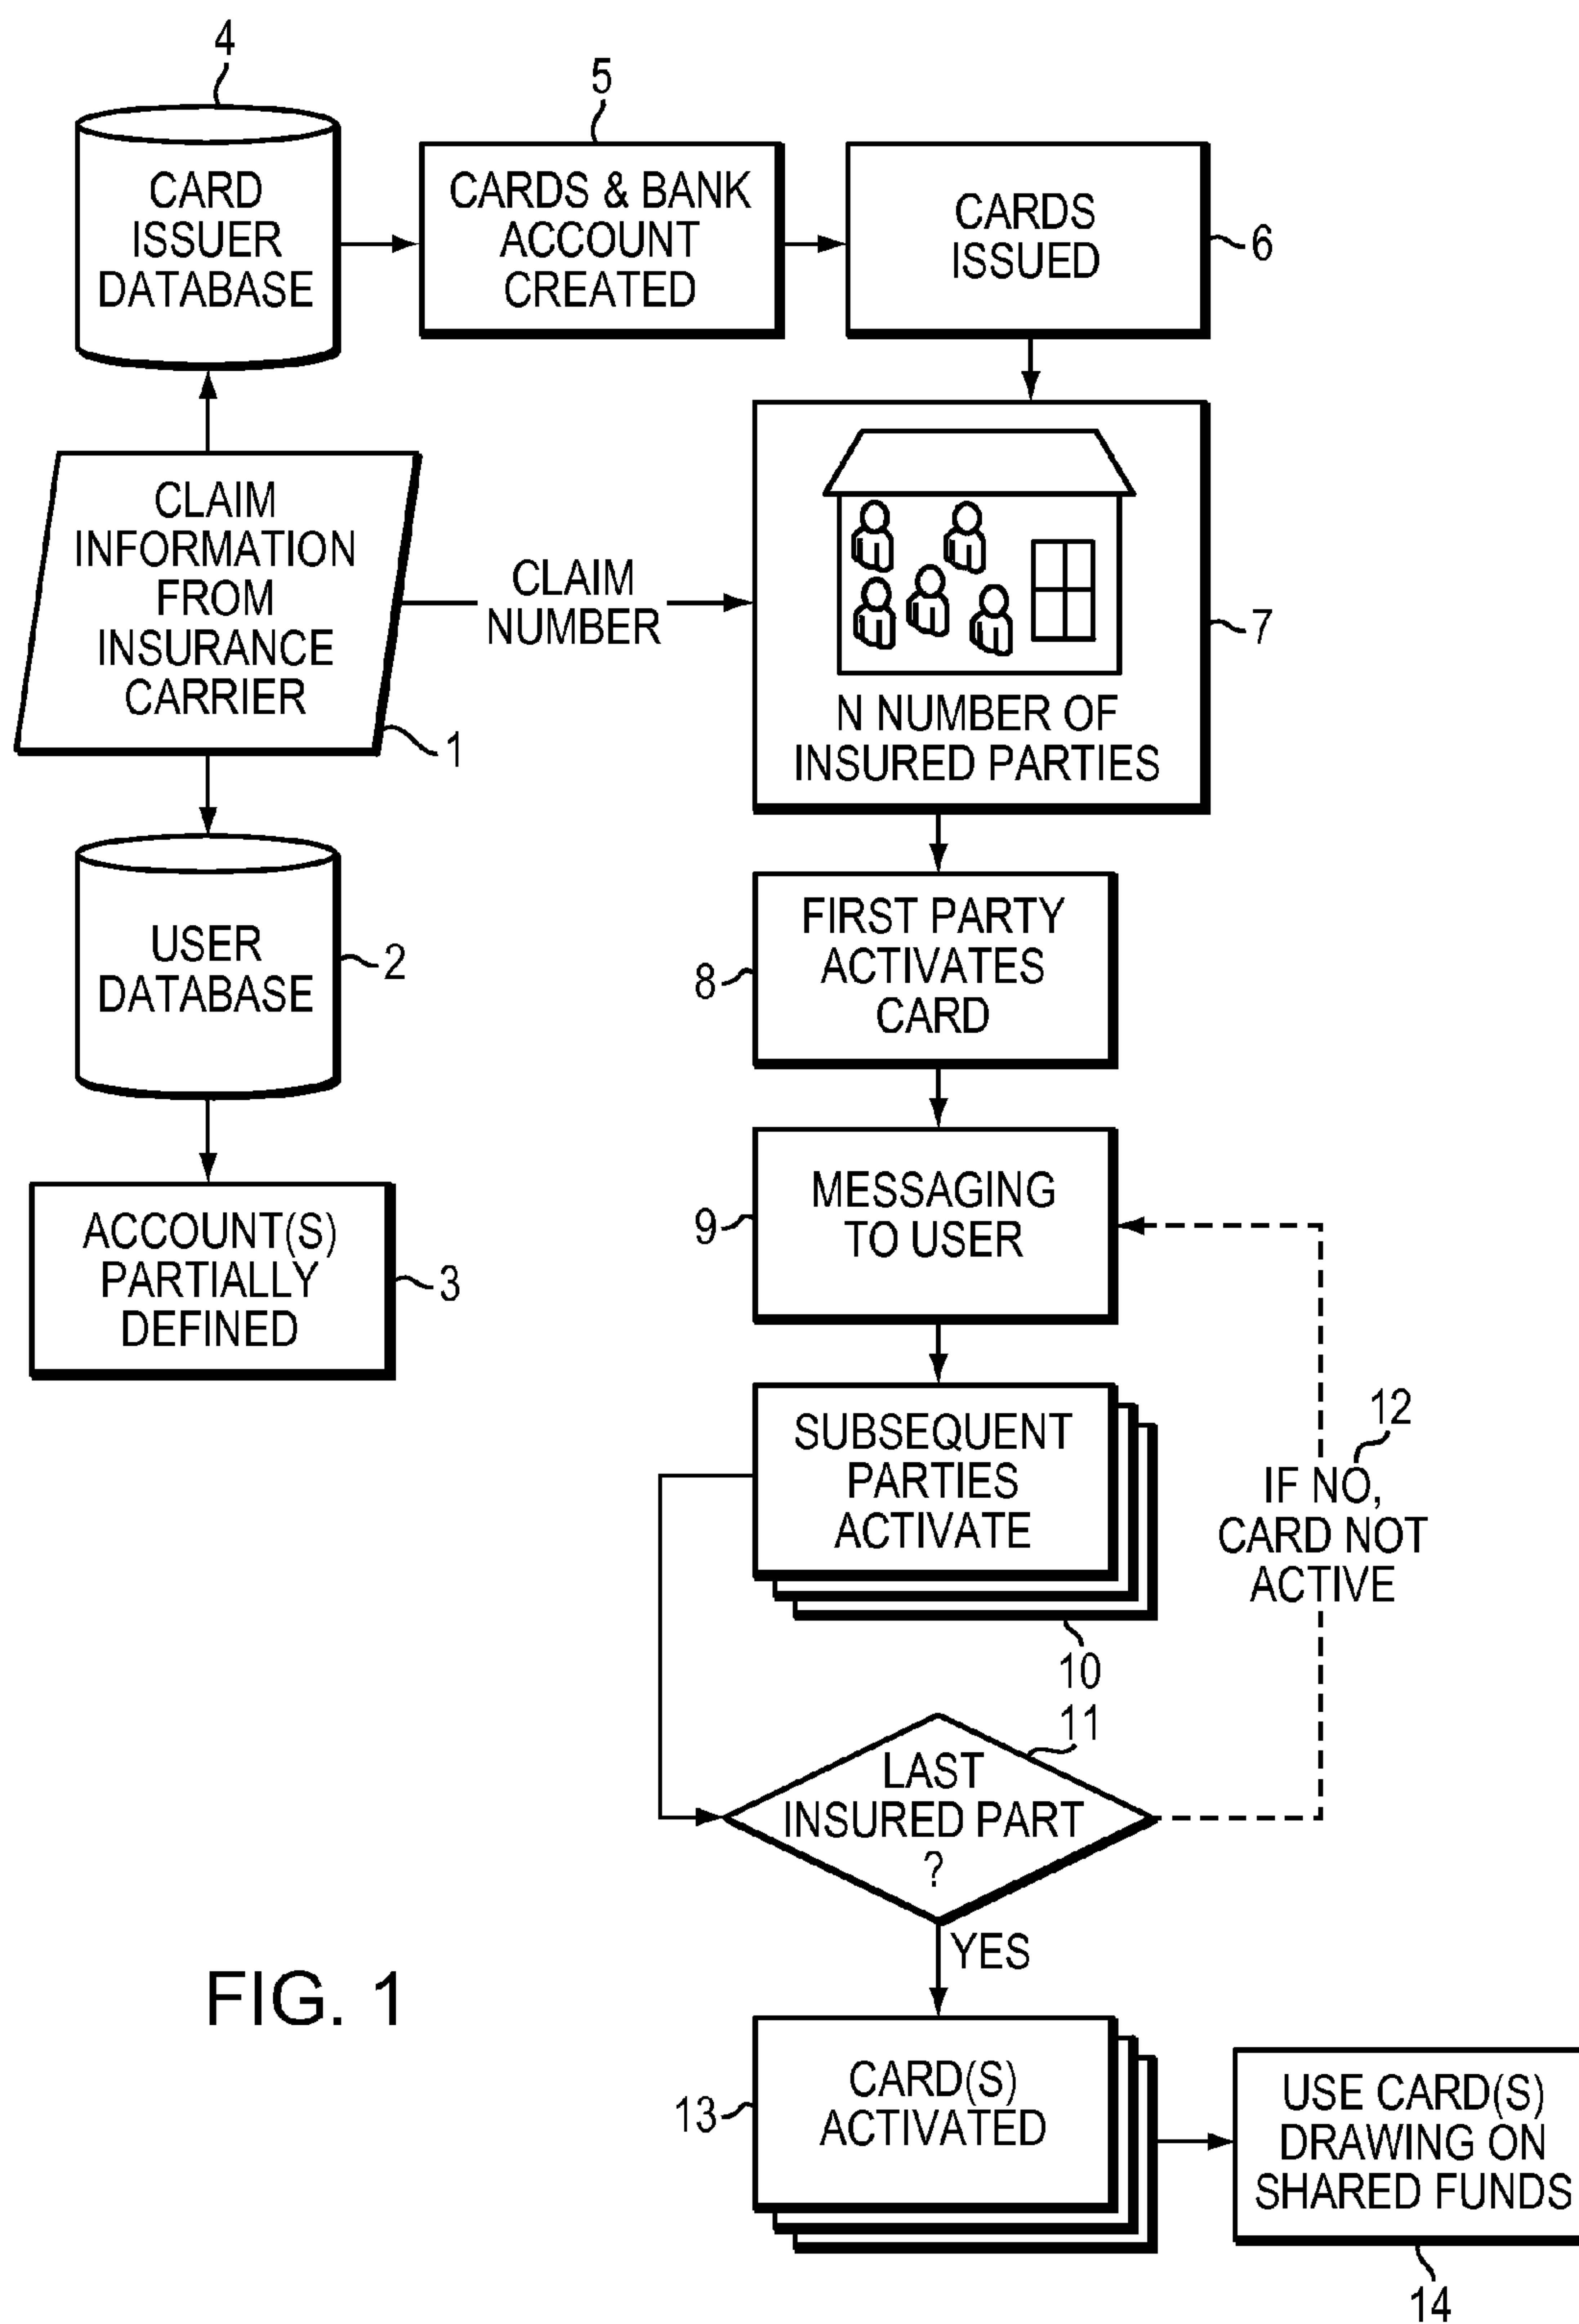 4
CARD
ISSUER
DATABASE
5
CARDS & BANK
ACCOUNT
CREATED
CARDS
ISSUED
6
CLAIM
INFORMATION
FROM
INSURANCE
CARRIER
1
CLAIM
NUMBER
N NUMBER OF
INSURED PARTIES
7
USER
DATABASE
2
ACCOUNT(S)
PARTIALLY
DEFINED
3
FIRST PARTY
ACTIVATES
CARD
8
MESSAGING
TO USER
9
SUBSEQUENT
PARTIES
ACTIVATE
10
12
IF NO,
CARD NOT
ACTIVE
11
LAST
INSURED PART
?
YES
FIG. 1
CARD(S)
ACTIVATED
13
USE CARD(S)
DRAWING ON
SHARED FUNDS
14